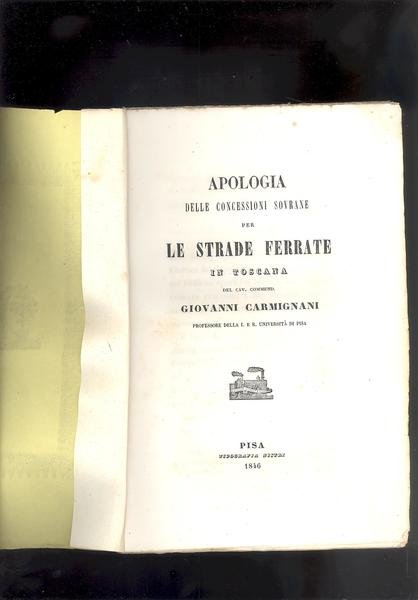 APOLOGIA
DELLE CONCESSIONI SOVRANE
PER
LE STRADE FERRATE
IN TOSCANA
DEL CAV. COMMEND.
GIOVANNI CARMIGNANI
PROFESSORE DELLA I. E R. UNIVERSITÀ DI PISA
PISA
TIPOGRAFIA NISTRI
1846